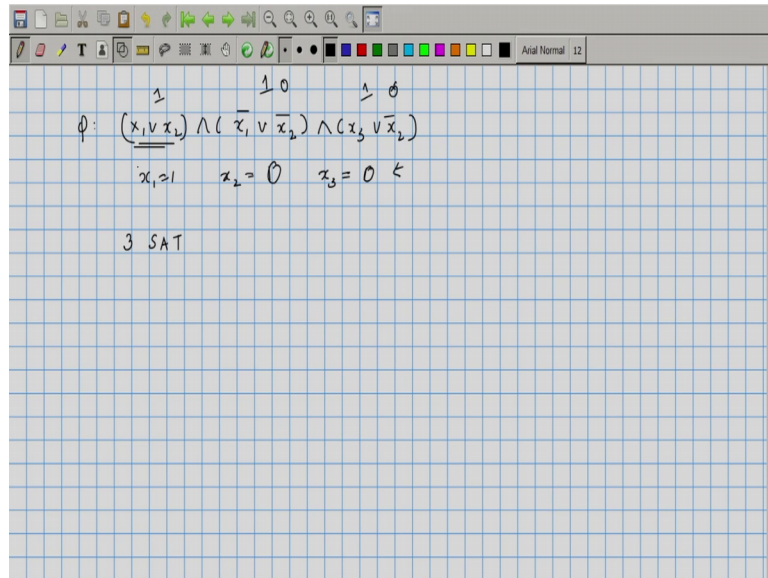 T Arial Normal 12
1 1 0 1 0
φ: (x₁ ∨ x₂) ∧ ( x̄₁ ∨ x̄₂ ) ∧ (x₃ ∨ x̄₂)
x₁=1 x₂= 0 x₃= 0
3 SAT